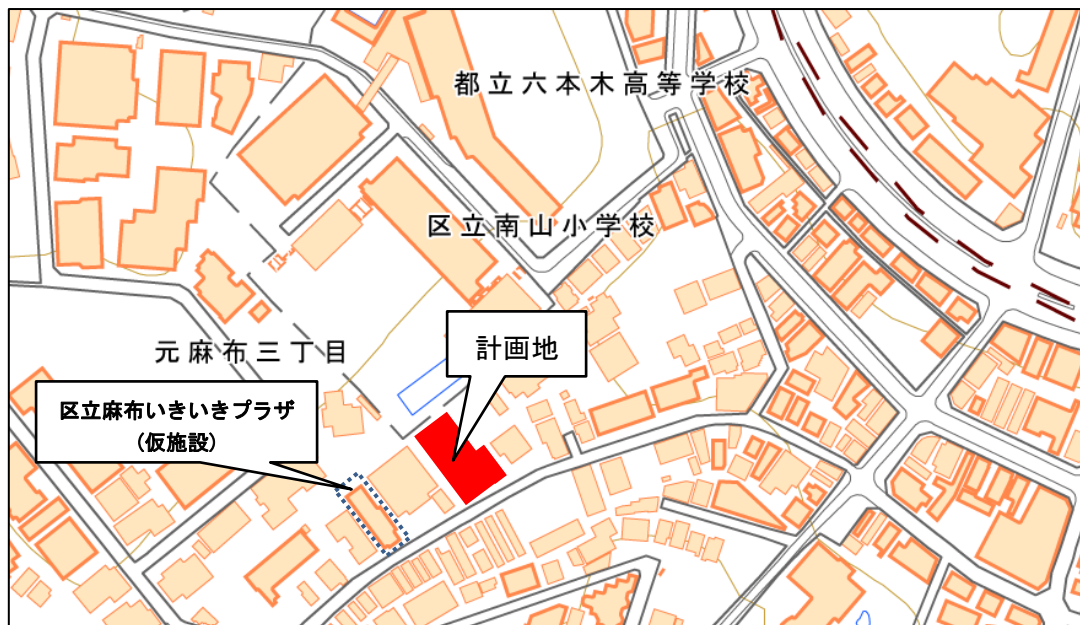 都立六本木高等学校
区立南山小学校
元麻布三丁目
計画地
区立麻布いきいきプラザ
(仮施設)